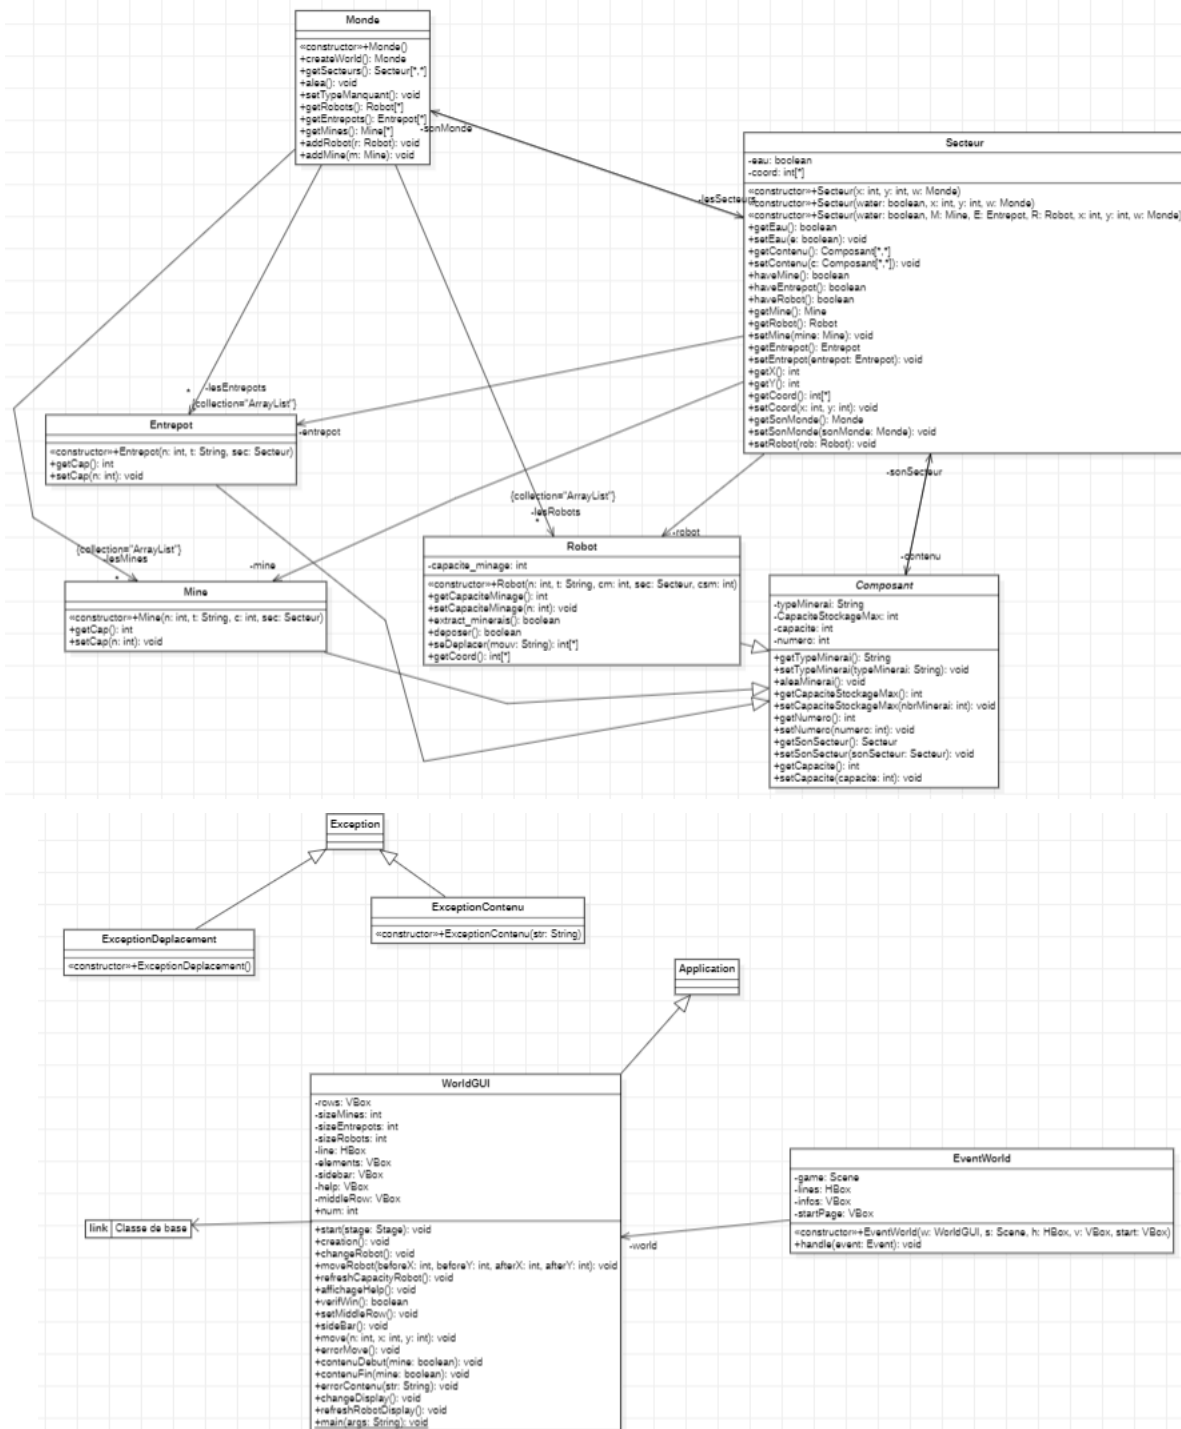 Monde
«constructor»+Monde()
+createWorld(): Monde
+getSecteurs(): Secteur[*,*]
+alea(): void
+setTypeManquant(): void
+getRobots(): Robot[*]
+getEntrepots(): Entrepot[*]
+getMines(): Mine[*]
+addRobot(r: Robot): void
+addMine(m: Mine): void
-sonMonde
-lesSecteurs
Secteur
-eau: boolean
-coord: int[*]
«constructor»+Secteur(x: int, y: int, w: Monde)
«constructor»+Secteur(water: boolean, x: int, y: int, w: Monde)
«constructor»+Secteur(water: boolean, M: Mine, E: Entrepot, R: Robot, x: int, y: int, w: Monde)
+getEau(): boolean
+setEau(e: boolean): void
+getContenu(): Composant[*,*]
+setContenu(c: Composant[*,*]): void
+haveMine(): boolean
+haveEntrepot(): boolean
+haveRobot(): boolean
+getMine(): Mine
+getRobot(): Robot
+setMine(mine: Mine): void
+getEntrepot(): Entrepot
+setEntrepot(entrepot: Entrepot): void
+getX(): int
+getY(): int
+getCoord(): int[*]
+setCoord(x: int, y: int): void
+getSonMonde(): Monde
+setSonMonde(sonMonde: Monde): void
+setRobot(rob: Robot): void
-lesEntrepots
*
{collection="ArrayList"}
Entrepot
«constructor»+Entrepot(n: int, t: String, sec: Secteur)
+getCap(): int
+setCap(n: int): void
-entrepot
-sonSecteur
{collection="ArrayList"}
-lesRobots
*
-robot
Robot
-capacite_minage: int
«constructor»+Robot(n: int, t: String, cm: int, sec: Secteur, csm: int)
+getCapaciteMinage(): int
+setCapaciteMinage(n: int): void
+extract_minerais(): boolean
+deposer(): boolean
+seDeplacer(mouv: String): int[*]
+getCoord(): int[*]
{collection="ArrayList"}
-lesMines
*
-mine
Mine
«constructor»+Mine(n: int, t: String, c: int, sec: Secteur)
+getCap(): int
+setCap(n: int): void
-contenu
Composant
-typeMinerai: String
-CapaciteStockageMax: int
-capacite: int
-numero: int
+getTypeMinerai(): String
+setTypeMinerai(typeMinerai: String): void
+aleaMinerai(): void
+getCapaciteStockageMax(): int
+setCapaciteStockageMax(nbrMinerai: int): void
+getNumero(): int
+setNumero(numero: int): void
+getSonSecteur(): Secteur
+setSonSecteur(sonSecteur: Secteur): void
+getCapacite(): int
+setCapacite(capacite: int): void
Exception
ExceptionContenu
«constructor»+ExceptionContenu(str: String)
ExceptionDeplacement
«constructor»+ExceptionDeplacement()
Application
WorldGUI
-rows: VBox
-sizeMines: int
-sizeEntrepots: int
-sizeRobots: int
-line: HBox
-elements: VBox
-sidebar: VBox
-help: VBox
-middleRow: VBox
+num: int
+start(stage: Stage): void
+creation(): void
+changeRobot(): void
+moveRobot(beforeX: int, beforeY: int, afterX: int, afterY: int): void
+refreshCapacityRobot(): void
+affichageHelp(): void
+verifWin(): boolean
+setMiddleRow(): void
+sideBar(): void
+move(n: int, x: int, y: int): void
+errorMove(): void
+contenuDebut(mine: boolean): void
+contenuFin(mine: boolean): void
+errorContenu(str: String): void
+changeDisplay(): void
+refreshRobotDisplay(): void
+main(args: String): void
link Classe de base
-world
EventWorld
-game: Scene
-lines: HBox
-infos: VBox
-startPage: VBox
«constructor»+EventWorld(w: WorldGUI, s: Scene, h: HBox, v: VBox, start: VBox)
+handle(event: Event): void